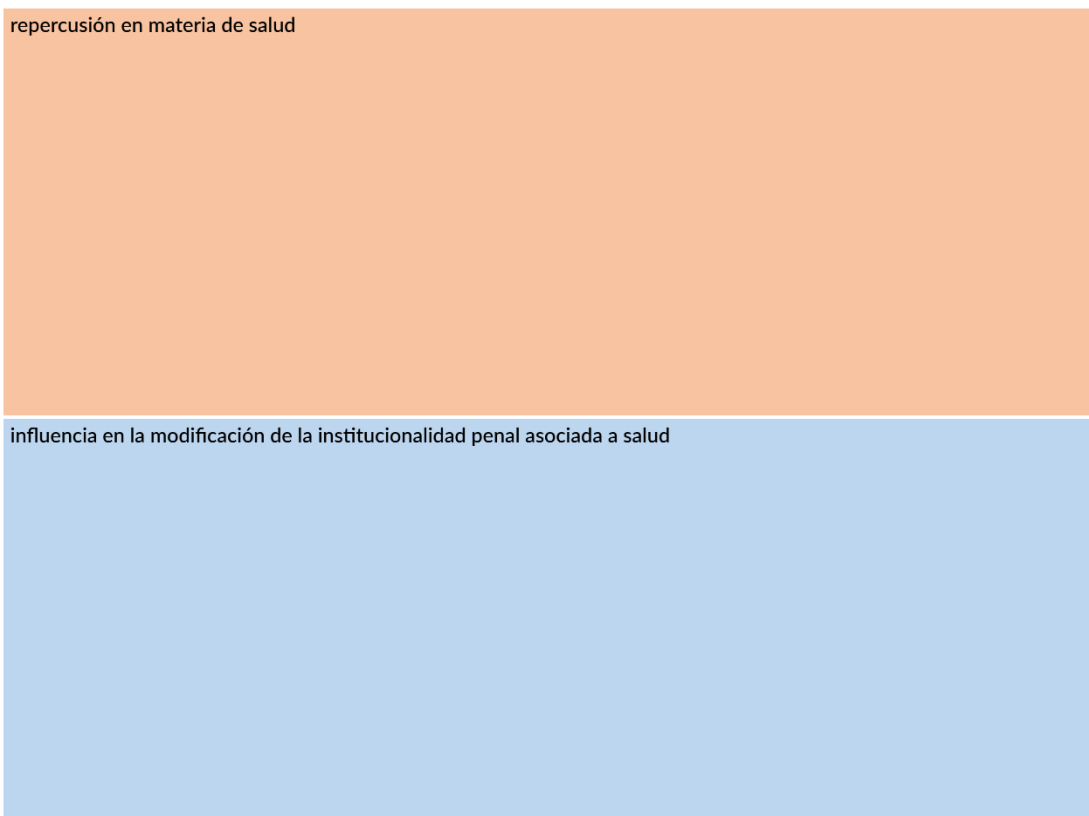 repercusión en materia de salud
influencia en la modificación de la institucionalidad penal asociada a salud